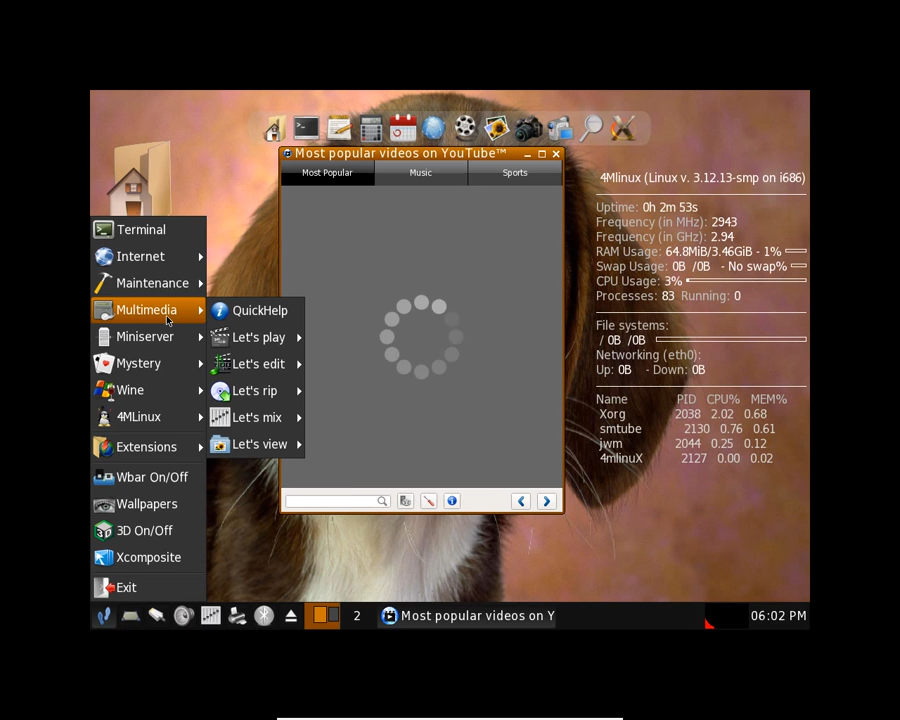 Most popular videos on YouTube™
Most Popular Music Sports
4Mlinux (Linux v. 3.12.13-smp on i686)
Uptime: 0h 2m 53s
Frequency (in MHz): 2943
Frequency (in GHz): 2.94
RAM Usage: 64.8MiB/3.46GiB - 1%
Swap Usage: 0B /0B - No swap%
CPU Usage: 3%
Processes: 83 Running: 0
File systems:
/ 0B /0B
Networking (eth0):
Up: 0B - Down: 0B
Name PID CPU% MEM%
Xorg 2038 2.02 0.68
smtube 2130 0.76 0.61
jwm 2044 0.25 0.12
4mlinuX 2127 0.00 0.02
Terminal
Internet
Maintenance
Multimedia
Miniserver
Mystery
Wine
4MLinux
Extensions
Wbar On/Off
Wallpapers
3D On/Off
Xcomposite
Exit
QuickHelp
Let's play
Let's edit
Let's rip
Let's mix
Let's view
2 Most popular videos on Y 06:02 PM